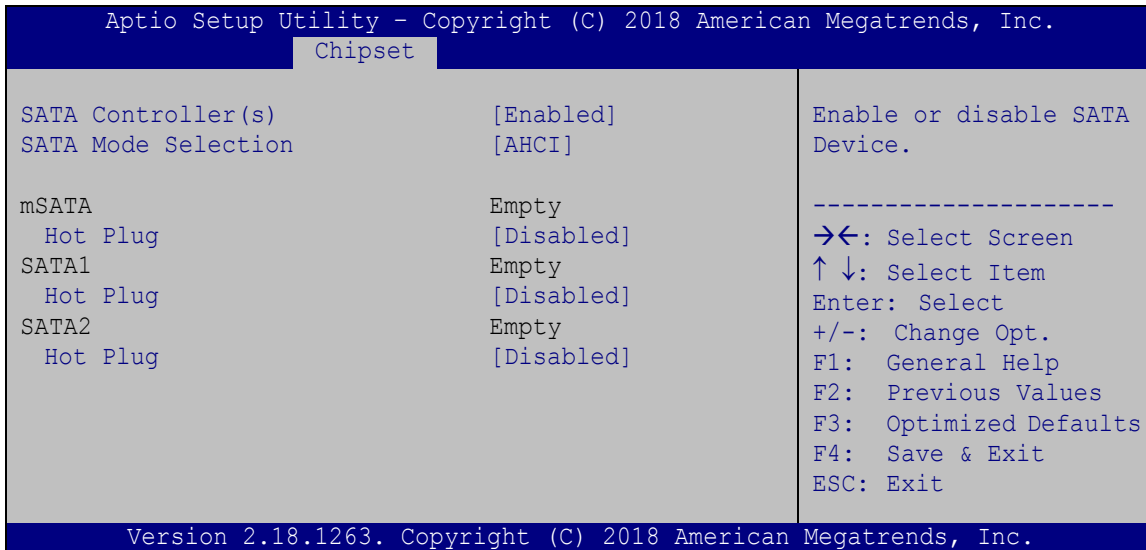 Aptio Setup Utility – Copyright (C) 2018 American Megatrends, Inc.
Chipset
SATA Controller(s) [Enabled]
SATA Mode Selection [AHCI]
mSATA Empty
Hot Plug [Disabled]
SATA1 Empty
Hot Plug [Disabled]
SATA2 Empty
Hot Plug [Disabled]
Enable or disable SATA
Device.
---------------------
→←: Select Screen
↑ ↓: Select Item
Enter: Select
+/-: Change Opt.
F1: General Help
F2: Previous Values
F3: Optimized Defaults
F4: Save & Exit
ESC: Exit
Version 2.18.1263. Copyright (C) 2018 American Megatrends, Inc.